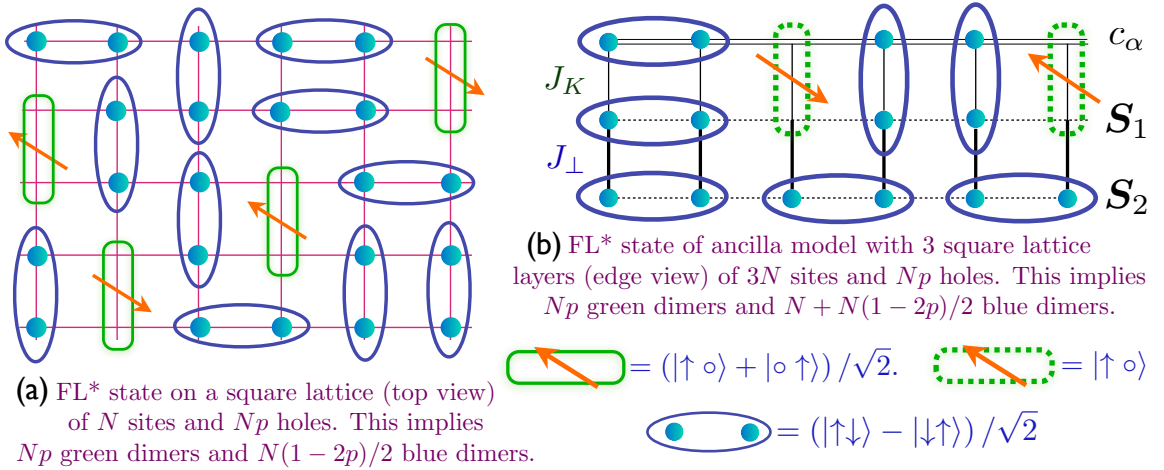 c_α
J_K
S_1
J_⊥
S_2
(a) FL* state on a square lattice (top view)
of N sites and Np holes. This implies
Np green dimers and N(1 − 2p)/2 blue dimers.
(b) FL* state of ancilla model with 3 square lattice
layers (edge view) of 3N sites and Np holes. This implies
Np green dimers and N + N(1 − 2p)/2 blue dimers.
= (|↑ ∘⟩ + |∘ ↑⟩) /√2.
= |↑ ∘⟩
= (|↑↓⟩ − |↓↑⟩) /√2